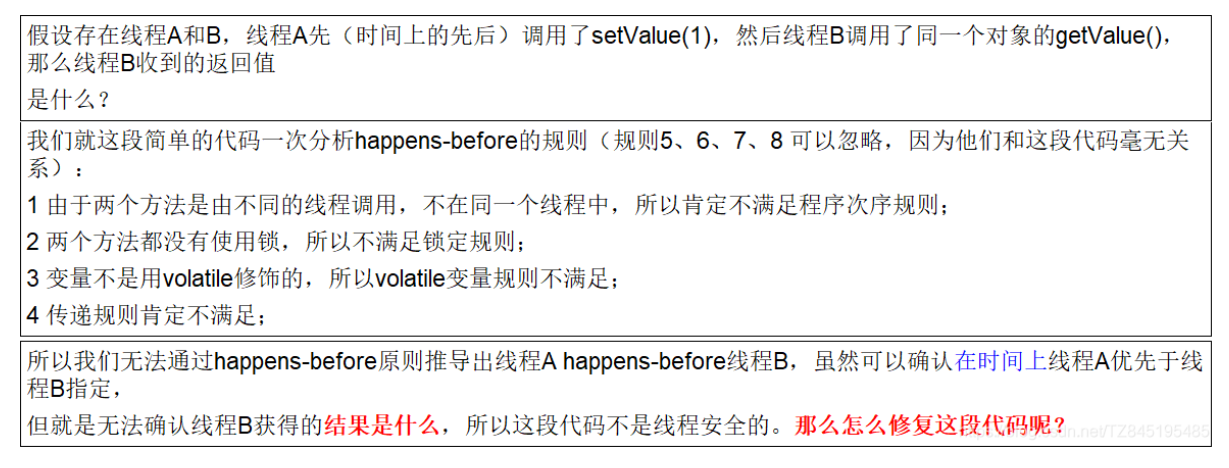 假设存在线程A和B，线程A先（时间上的先后）调用了setValue(1)，然后线程B调用了同一个对象的getValue()，
那么线程B收到的返回值
是什么？
我们就这段简单的代码一次分析happens-before的规则（规则5、6、7、8 可以忽略，因为他们和这段代码毫无关
系）：
1 由于两个方法是由不同的线程调用，不在同一个线程中，所以肯定不满足程序次序规则；
2 两个方法都没有使用锁，所以不满足锁定规则；
3 变量不是用volatile修饰的，所以volatile变量规则不满足；
4 传递规则肯定不满足；
所以我们无法通过happens-before原则推导出线程A happens-before线程B，虽然可以确认在时间上线程A优先于线
程B指定，
但就是无法确认线程B获得的结果是什么，所以这段代码不是线程安全的。那么怎么修复这段代码呢？